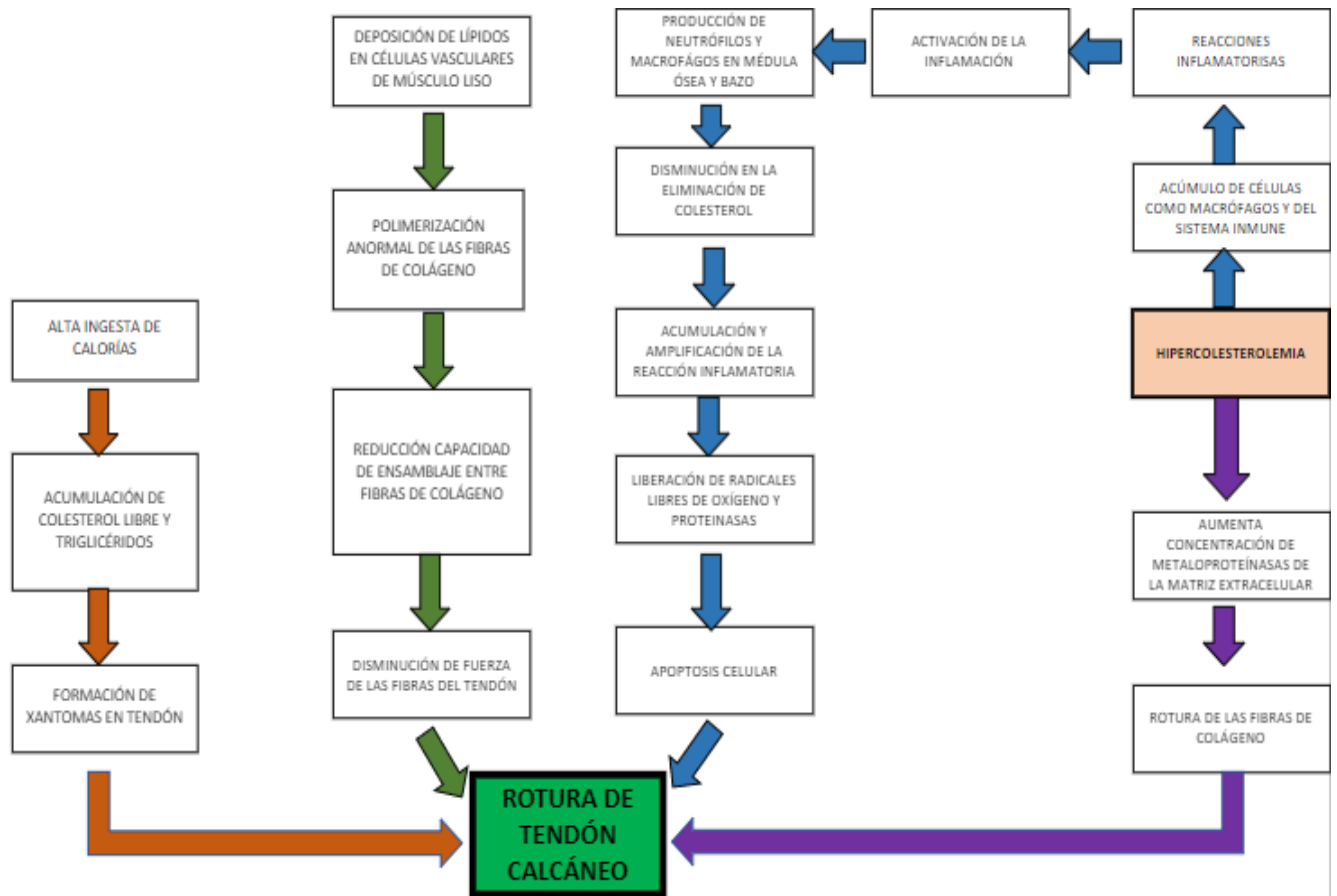 DEPOSICIÓN DE LÍPIDOS
EN CÉLULAS VASCULARES
DE MÚSCULO LISO
POLIMERIZACIÓN
ANORMAL DE LAS FIBRAS
DE COLÁGENO
REDUCCIÓN CAPACIDAD
DE ENSAMBLAJE ENTRE
FIBRAS DE COLÁGENO
DISMINUCIÓN DE FUERZA
DE LAS FIBRAS DEL TENDÓN
ALTA INGESTA DE
CALORÍAS
ACUMULACIÓN DE
COLESTEROL LIBRE Y
TRIGLICÉRIDOS
FORMACIÓN DE
XANTOMAS EN TENDÓN
HIPERCOLESTEROLEMIA
ACÚMULO DE CÉLULAS
COMO MACRÓFAGOS Y DEL
SISTEMA INMUNE
REACCIONES
INFLAMATORISAS
ACTIVACIÓN DE LA
INFLAMACIÓN
PRODUCCIÓN DE
NEUTRÓFILOS Y
MACROFÁGOS EN MÉDULA
ÓSEA Y BAZO
DISMINUCIÓN EN LA
ELIMINACIÓN DE
COLESTEROL
ACUMULACIÓN Y
AMPLIFICACIÓN DE LA
REACCIÓN INFLAMATORIA
LIBERACIÓN DE RADICALES
LIBRES DE OXÍGENO Y
PROTEINASAS
APOPTOSIS CELULAR
AUMENTA
CONCENTRACIÓN DE
METALOPROTEÍNASAS DE
LA MATRIZ EXTRACELULAR
ROTURA DE LAS FIBRAS DE
COLÁGENO
ROTURA DE
TENDÓN
CALCÁNEO